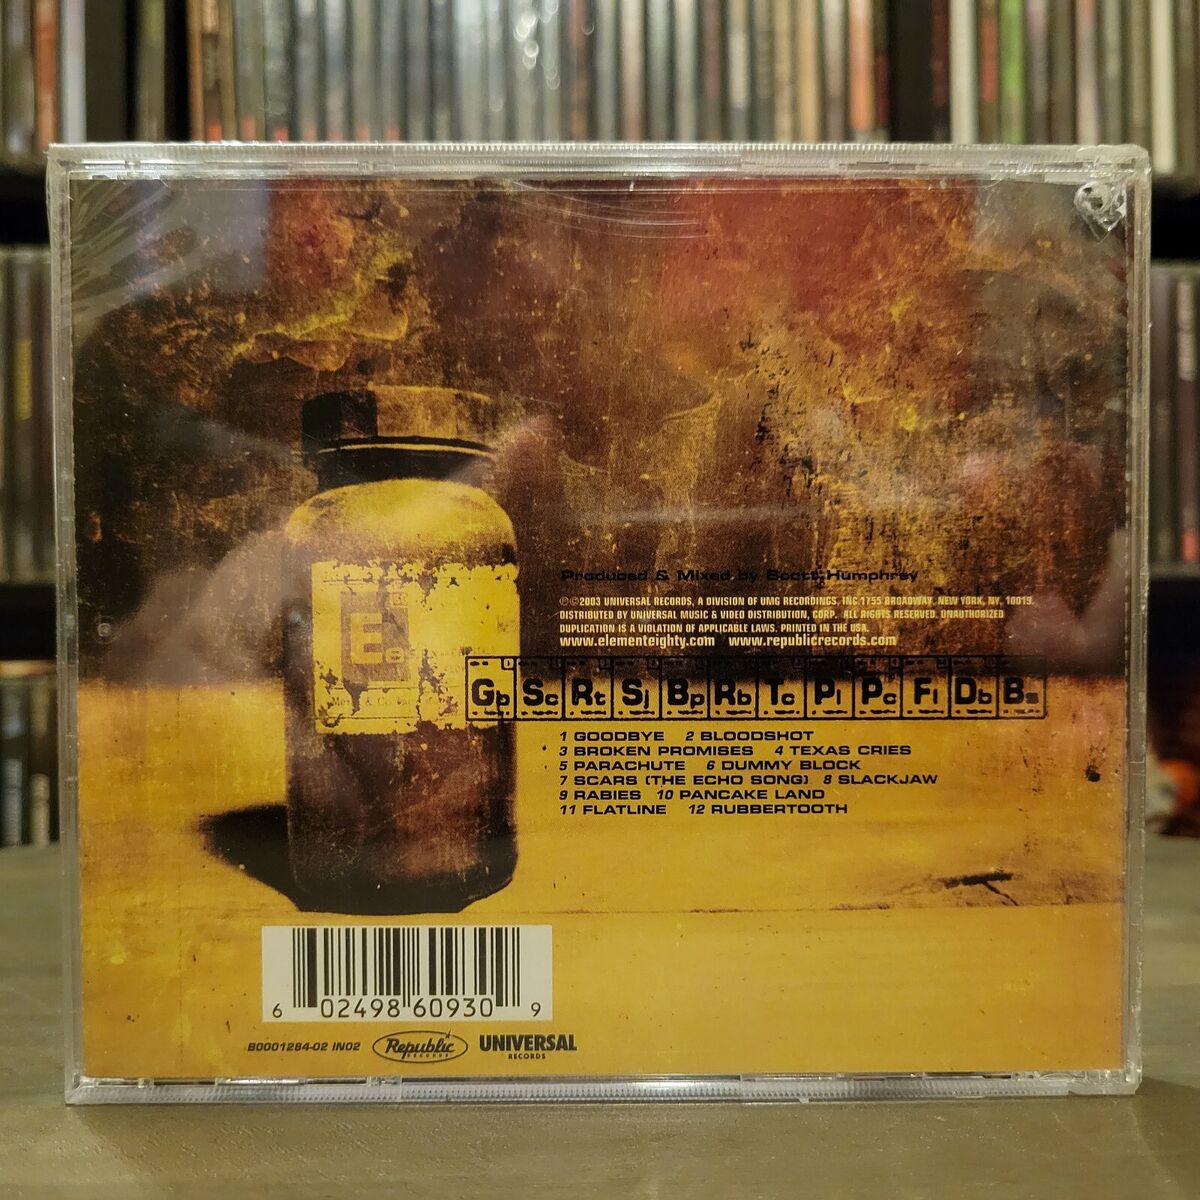 Produced & Mixed by Scott Humphrey
℗©2003 UNIVERSAL RECORDS, A DIVISION OF UMG RECORDINGS, INC.1755 BROADWAY, NEW YORK, NY, 10019.
DISTRIBUTED BY UNIVERSAL MUSIC & VIDEO DISTRIBUTION, CORP. ALL RIGHTS RESERVED. UNAUTHORIZED
DUPLICATION IS A VIOLATION OF APPLICABLE LAWS. PRINTED IN THE USA.
www.elementeighty.com www.republicrecords.com
E
Gb Sc Rt Sj Bp Rb Tc Pl Pc Fl Db Bs
1 GOODBYE 2 BLOODSHOT
3 BROKEN PROMISES 4 TEXAS CRIES
5 PARACHUTE 6 DUMMY BLOCK
7 SCARS (THE ECHO SONG) 8 SLACKJAW
9 RABIES 10 PANCAKE LAND
11 FLATLINE 12 RUBBERTOOTH
6 02498 60930 9
B0001284-02 IN02 Republic RECORDS UNIVERSAL RECORDS